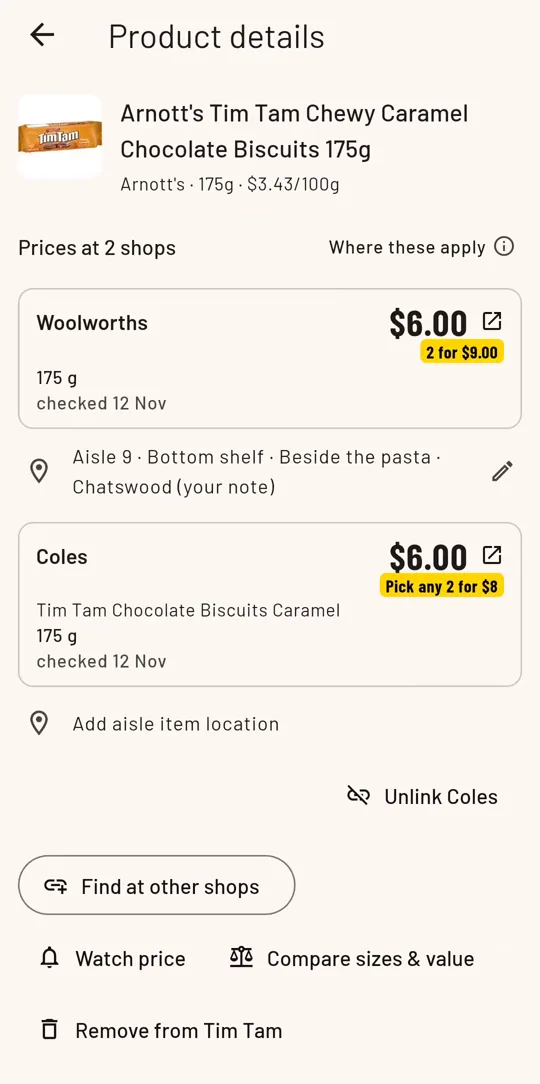 Product details
TimTam
Arnott's Tim Tam Chewy Caramel
Chocolate Biscuits 175g
Arnott's · 175g · $3.43/100g
Prices at 2 shops
Where these apply
Woolworths
$6.00
2 for $9.00
175 g
checked 12 Nov
Aisle 9 · Bottom shelf · Beside the pasta ·
Chatswood (your note)
Coles
$6.00
Pick any 2 for $8
Tim Tam Chocolate Biscuits Caramel
175 g
checked 12 Nov
Add aisle item location
Unlink Coles
Find at other shops
Watch price
Compare sizes & value
Remove from Tim Tam